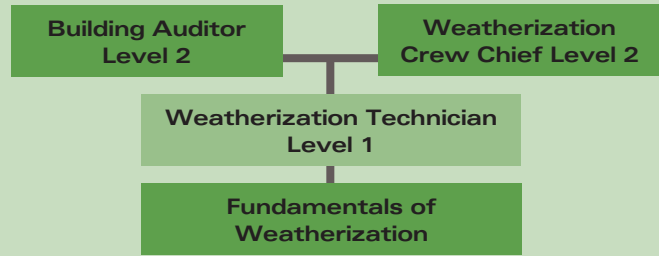 Building Auditor
Level 2
Weatherization
Crew Chief Level 2
Weatherization Technician
Level 1
Fundamentals of
Weatherization